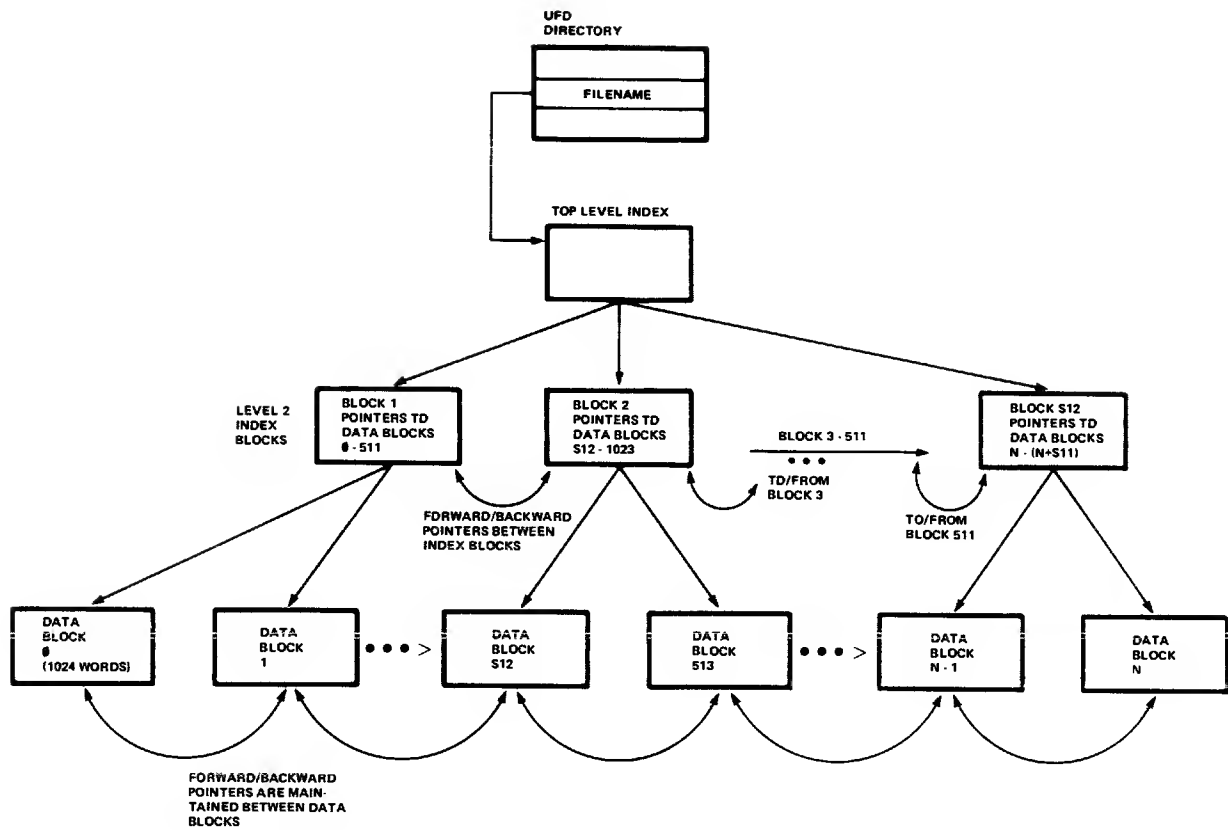 UFD
DIRECTORY
FILENAME
TOP LEVEL INDEX
LEVEL 2
INDEX
BLOCKS
BLOCK 1
POINTERS TD
DATA BLOCKS
0 - 511
BLOCK 2
POINTERS TD
DATA BLOCKS
S12 - 1023
BLOCK 3 - 511
•••
TD/FROM
BLOCK 3
BLOCK S12
POINTERS TD
DATA BLOCKS
N - (N+S11)
FDRWARD/BACKWARD
POINTERS BETWEEN
INDEX BLOCKS
TO/FROM
BLOCK 511
DATA
BLOCK
0
(1024 WORDS)
DATA
BLOCK
1
••• >
DATA
BLOCK
S12
DATA
BLOCK
513
••• >
DATA
BLOCK
N - 1
DATA
BLOCK
N
FORWARD/BACKWARD
POINTERS ARE MAIN-
TAINED BETWEEN DATA
BLOCKS